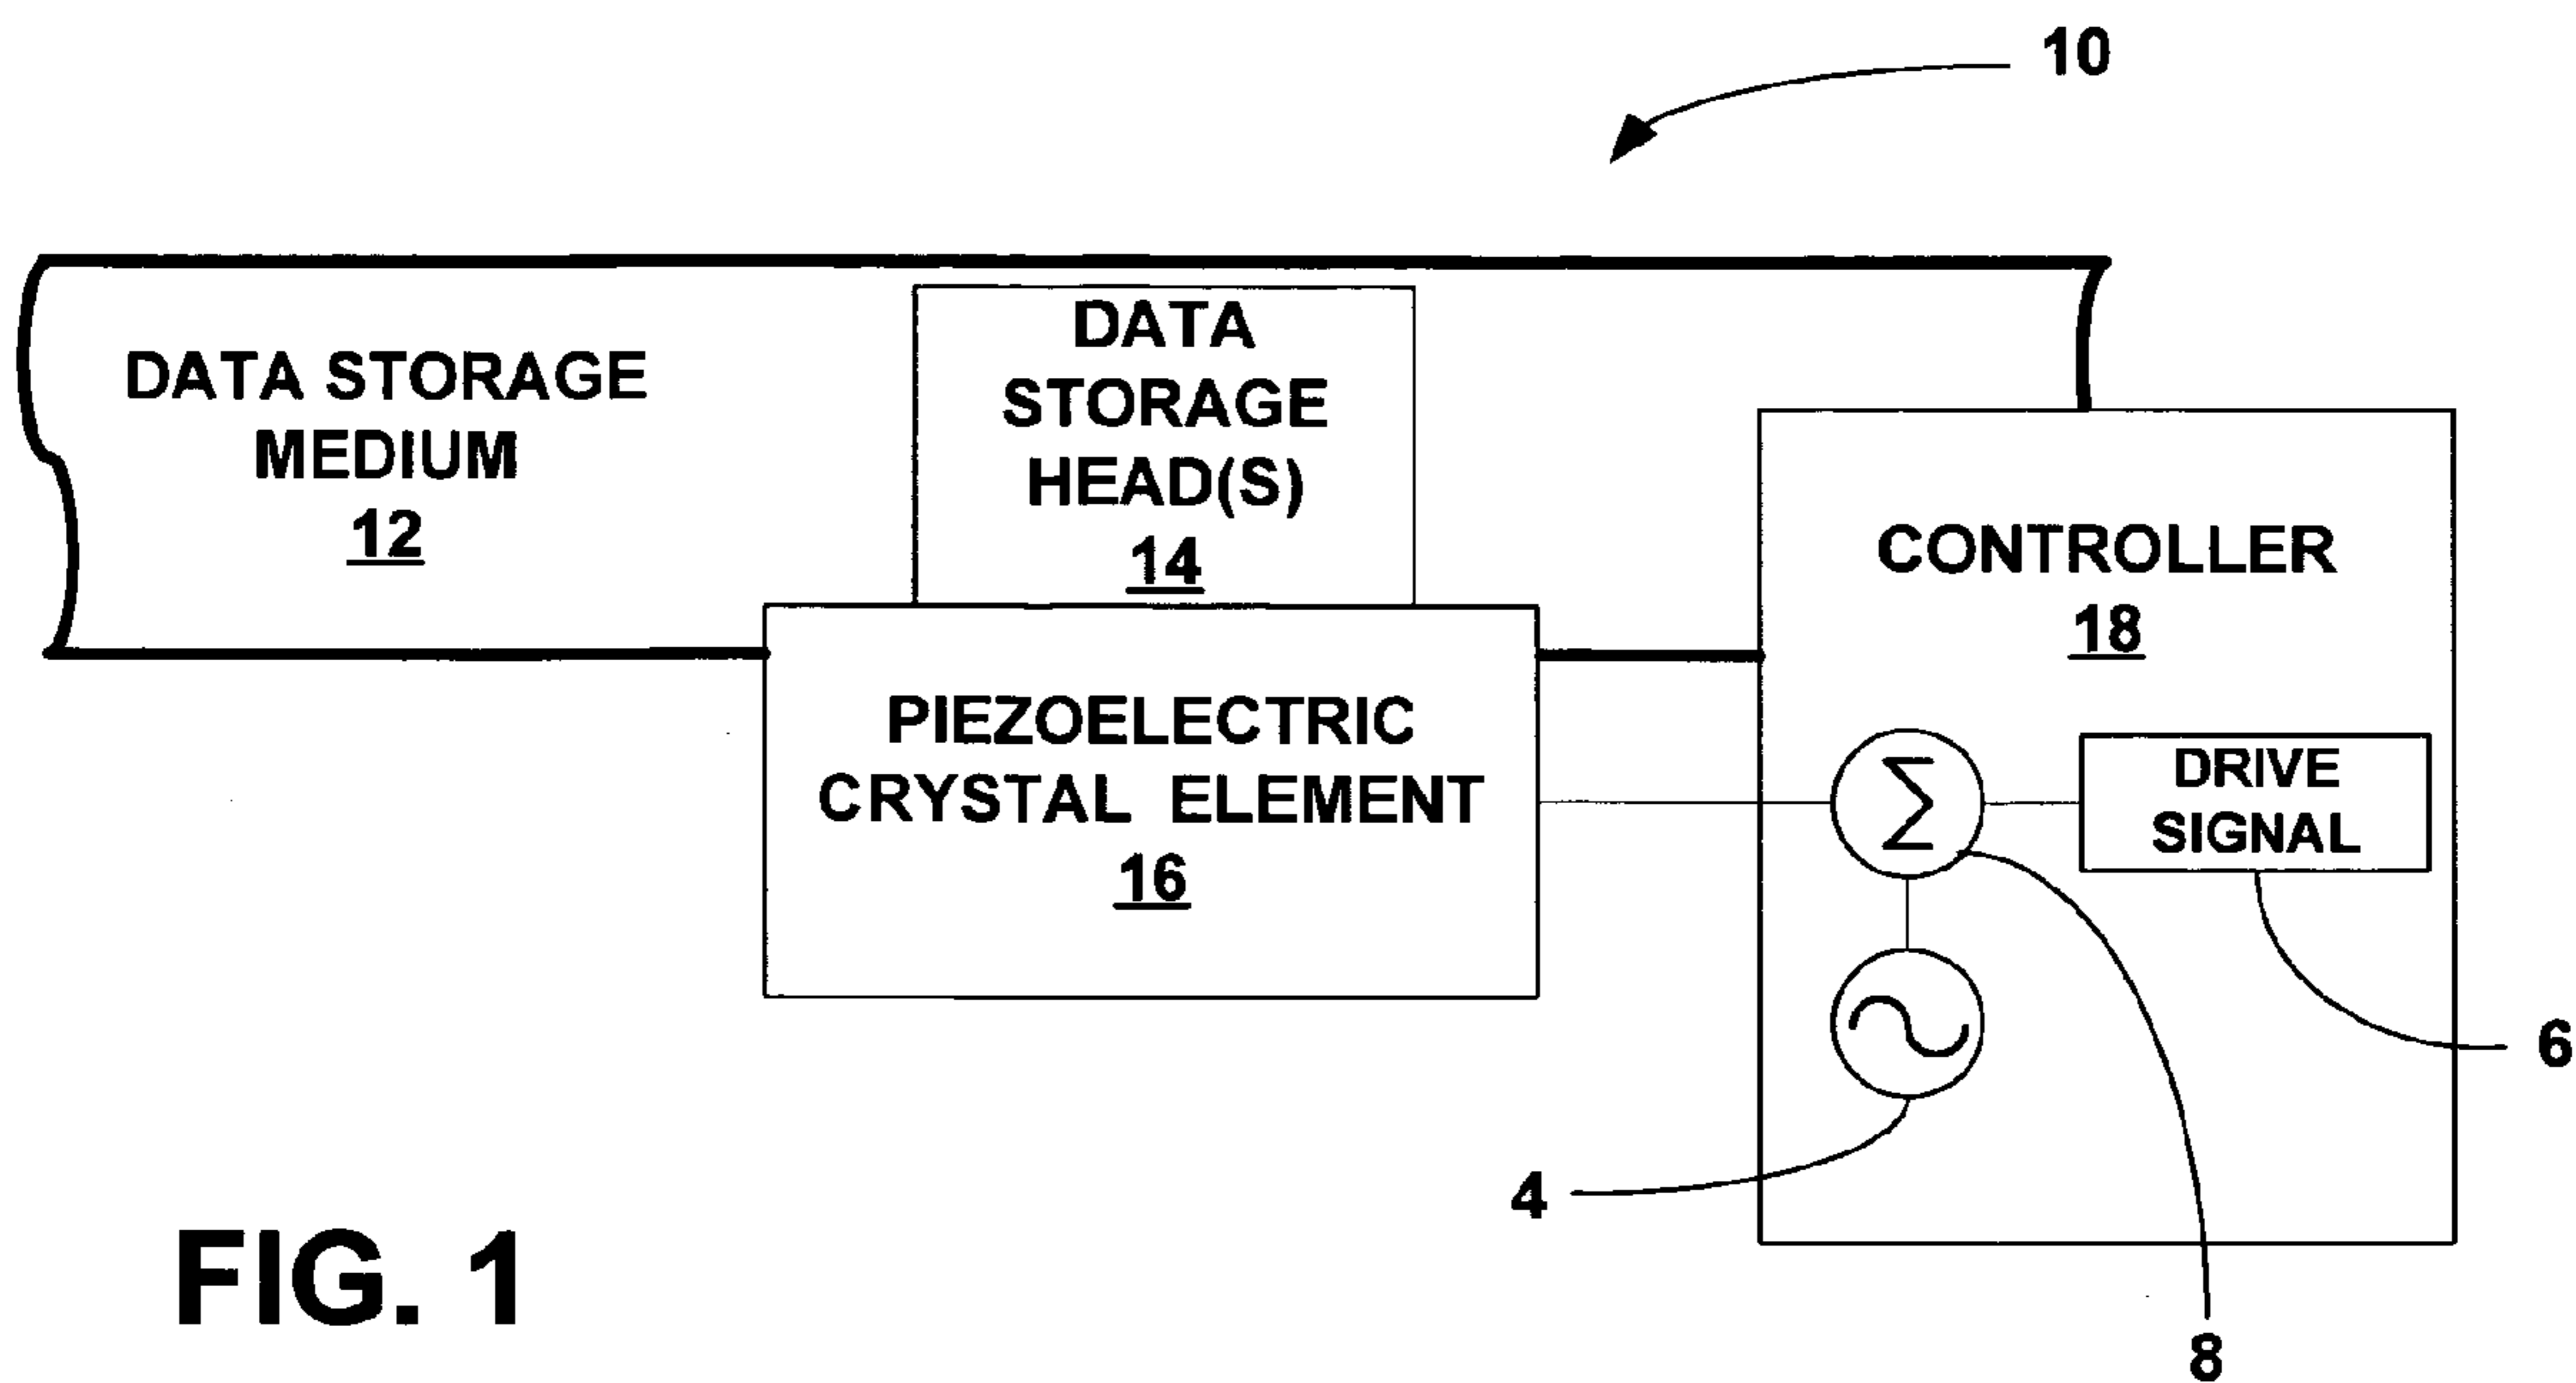 10
DATA STORAGE
MEDIUM
12
DATA
STORAGE
HEAD(S)
14
CONTROLLER
18
PIEZOELECTRIC
CRYSTAL ELEMENT
16
Σ
DRIVE
SIGNAL
6
4
8
FIG. 1